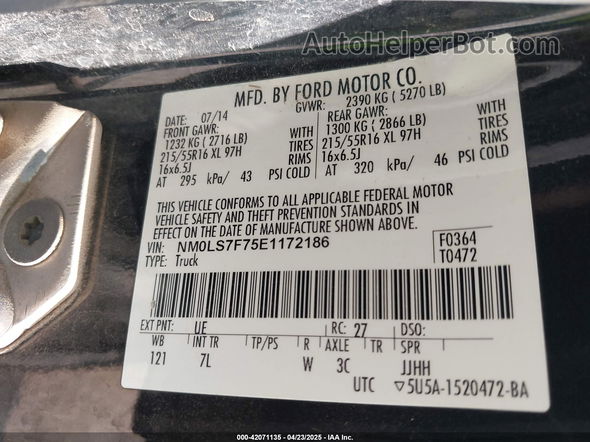 AutoHelperBot.com
MFD. BY FORD MOTOR CO.
DATE: 07/14 GVWR: 2390 KG ( 5270 LB)
FRONT GAWR: REAR GAWR:
1232 KG ( 2716 LB) WITH 1300 KG ( 2866 LB) WITH
215/55R16 XL 97H TIRES 215/55R16 XL 97H TIRES
16x6.5J RIMS 16x6.5J RIMS
AT 295 kPa/ 43 PSI COLD AT 320 kPa/ 46 PSI COLD
THIS VEHICLE CONFORMS TO ALL APPLICABLE FEDERAL MOTOR
VEHICLE SAFETY AND THEFT PREVENTION STANDARDS IN
EFFECT ON THE DATE OF MANUFACTURE SHOWN ABOVE.
VIN: NM0LS7F75E1172186 F0364
TYPE: Truck T0472
EXT PNT: UE RC: 27 DSO:
WB INT TR TP/PS R AXLE TR SPR
121 7L W 3C JJHH
UTC ▽5U5A-1520472-BA
000-42071135 - 04/23/2025 - IAA Inc.